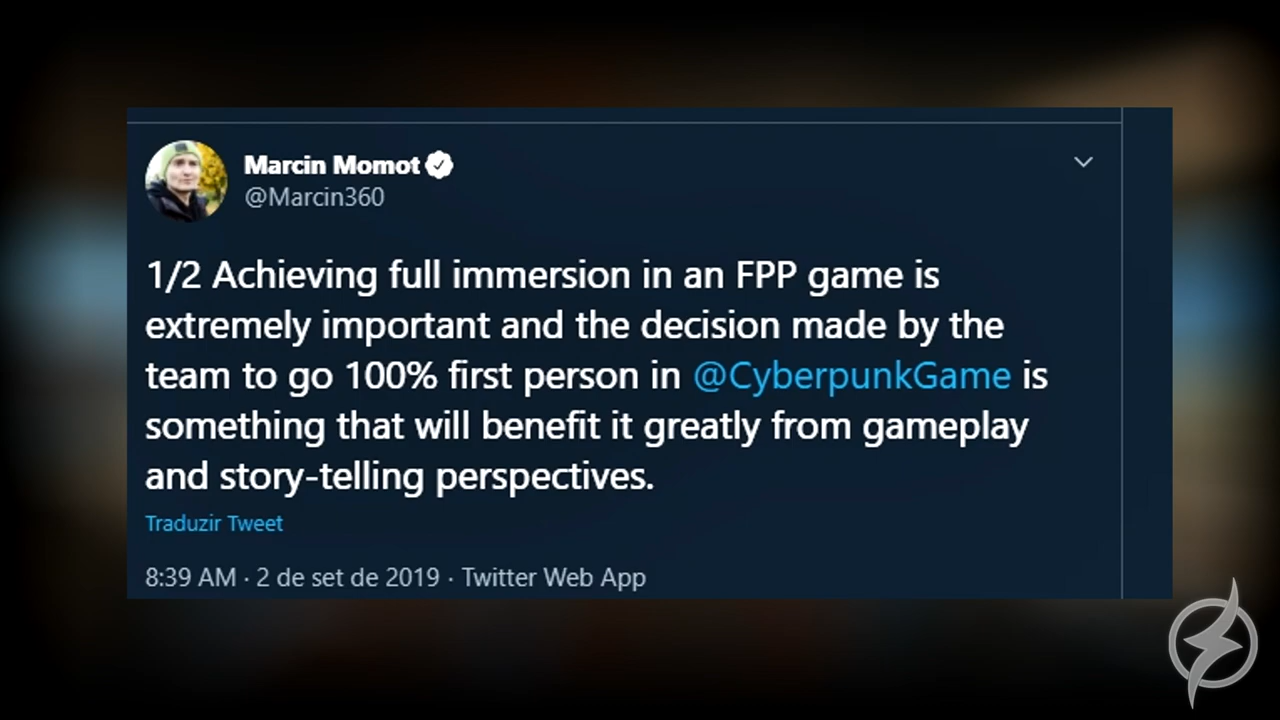 Marcin Momot
@Marcin360
1/2 Achieving full immersion in an FPP game is
extremely important and the decision made by the
team to go 100% first person in @CyberpunkGame is
something that will benefit it greatly from gameplay
and story-telling perspectives.
Traduzir Tweet
8:39 AM · 2 de set de 2019 · Twitter Web App